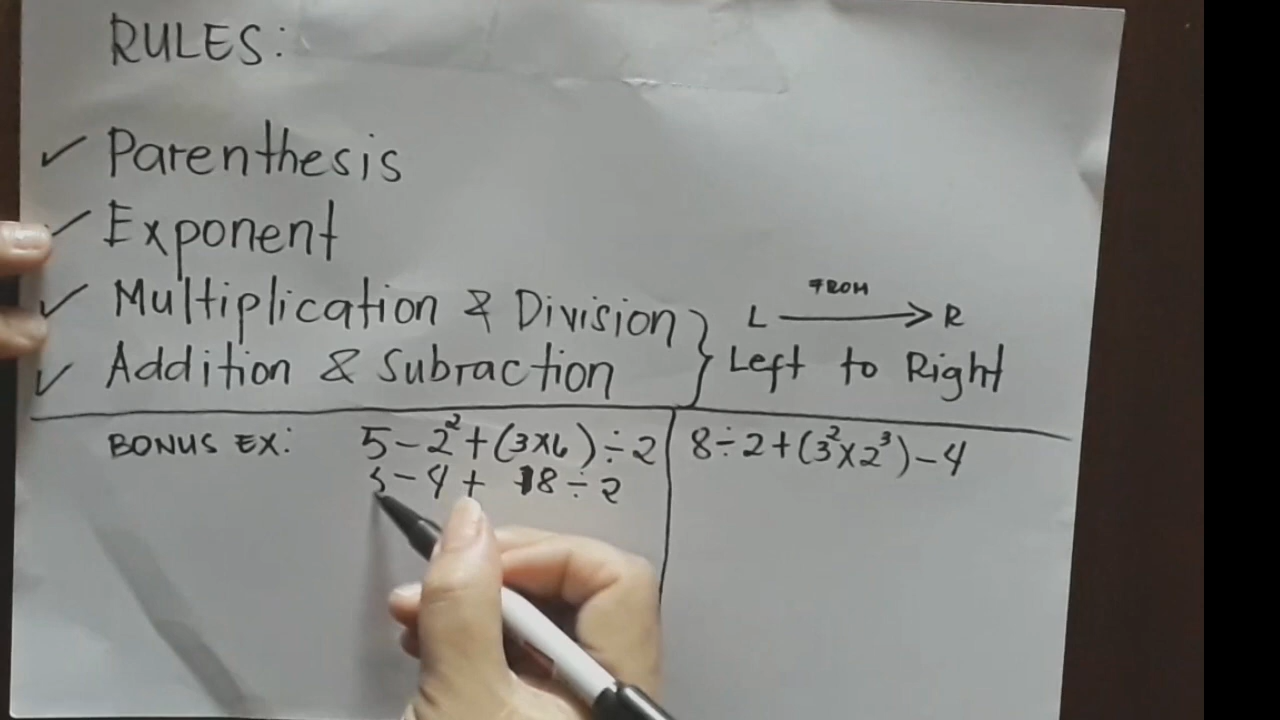 RULES:
✓ Parenthesis
✓ Exponent
✓ Multiplication & Division
✓ Addition & Subraction
FROM
L → R
Left to Right
BONUS EX:
5 - 2² + (3x6) ÷ 2
5 - 4 + 18 ÷ 2
8 ÷ 2 + (3² x 2³) - 4